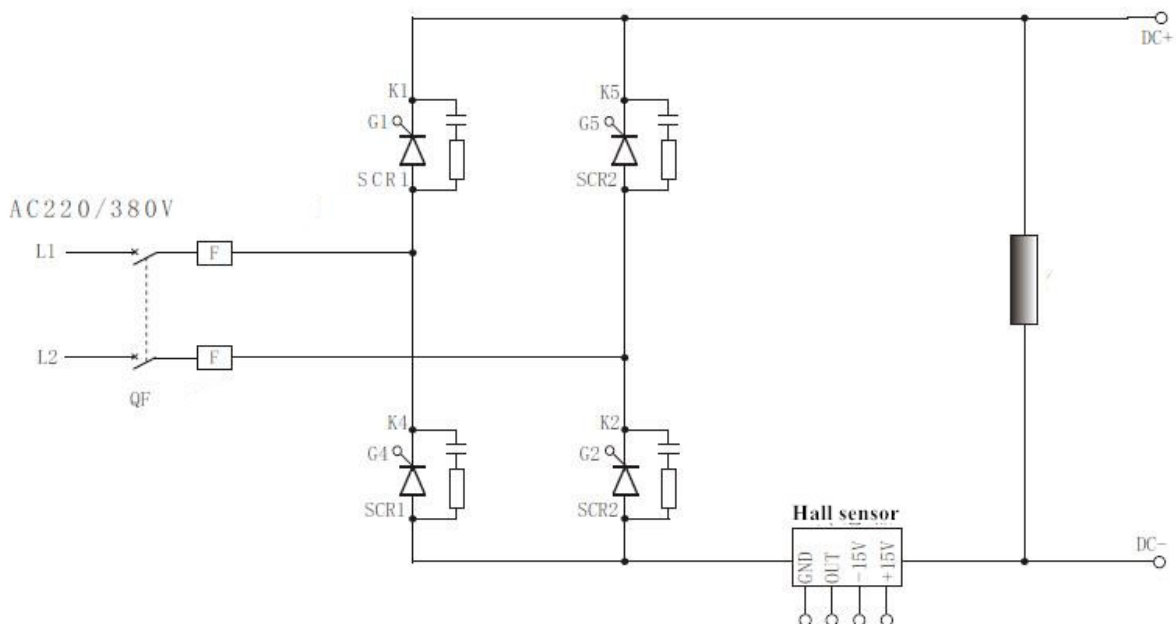 DC+
K1
K5
G1
G5
SCR1
SCR2
AC220/380V
L1
F
L2
F
QF
K4
K2
G4
G2
SCR1
SCR2
Hall sensor
DC-
GND
OUT
-15V
+15V